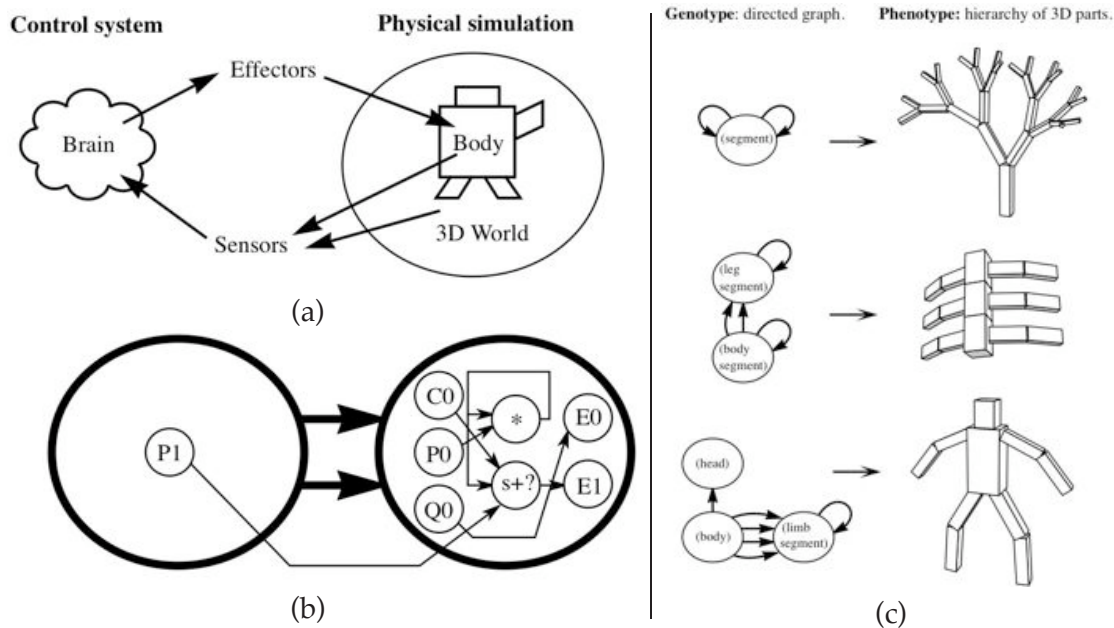 Control system
Physical simulation
Effectors
Brain
Body
Sensors
3D World
(a)
P1
C0
P0
Q0
*
s+?
E0
E1
(b)
Genotype: directed graph.
Phenotype: hierarchy of 3D parts.
(segment)
(leg
segment)
(body
segment)
(head)
(body)
(limb
segment)
(c)